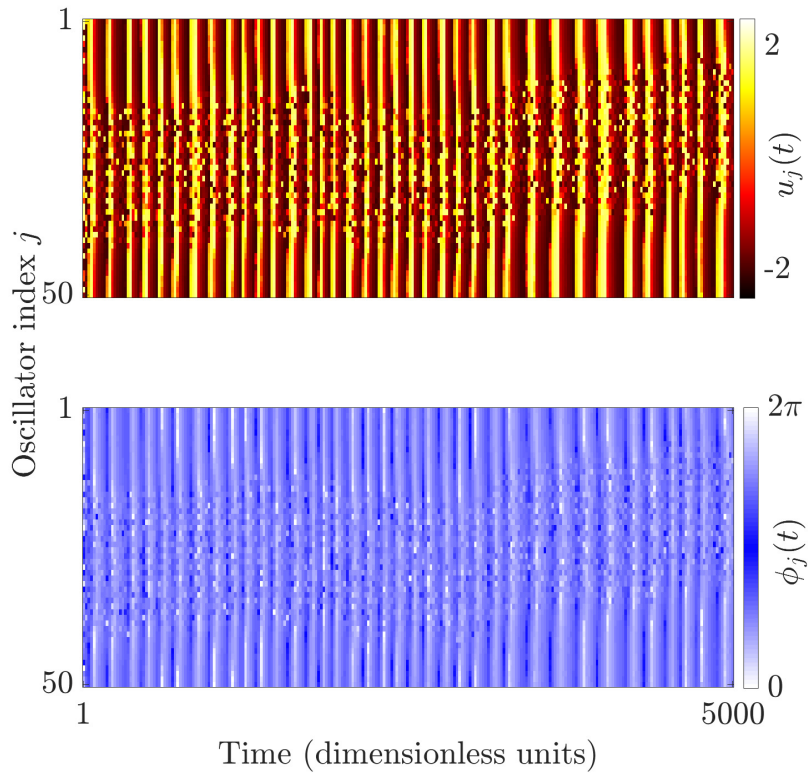 1
50
2
-2
u_j(t)
Oscillator index j
1
50
2π
0
ϕ_j(t)
1
5000
Time (dimensionless units)